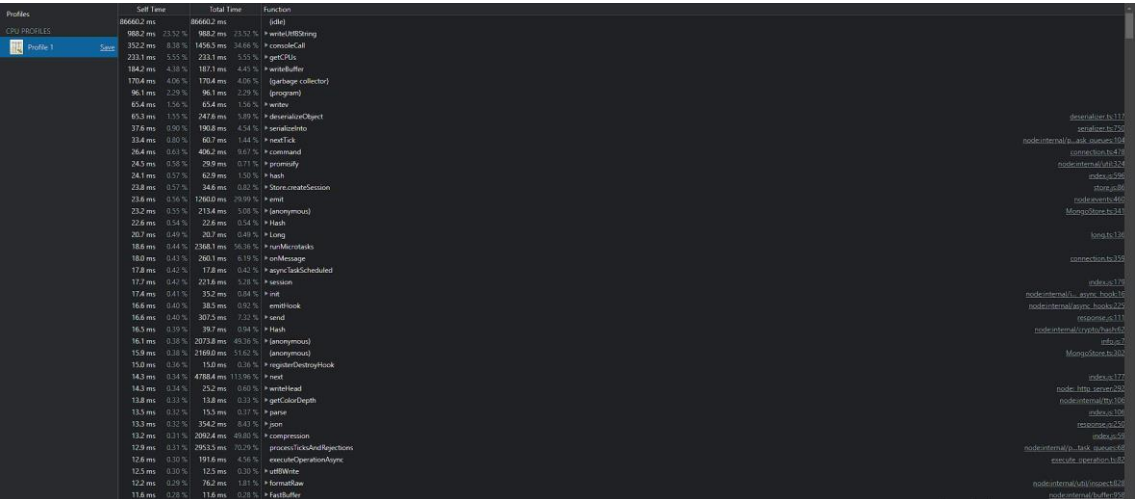 Profiles
CPU PROFILES
Profile 1 Save
Self Time Total Time Function
86660.2 ms 86660.2 ms (idle)
988.2 ms 23.52 % 988.2 ms 23.52 % writeUtf8String
352.2 ms 8.38 % 1456.5 ms 34.66 % consoleCall
233.1 ms 5.55 % 233.1 ms 5.55 % getCPUs
184.2 ms 4.38 % 187.1 ms 4.45 % writeBuffer
170.4 ms 4.06 % 170.4 ms 4.06 % (garbage collector)
96.1 ms 2.29 % 96.1 ms 2.29 % (program)
65.4 ms 1.56 % 65.4 ms 1.56 % writev
65.3 ms 1.55 % 247.6 ms 5.89 % deserializeObject deserializer.ts:117
37.6 ms 0.90 % 190.8 ms 4.54 % serializeInto serializer.ts:750
33.4 ms 0.80 % 60.7 ms 1.44 % nextTick node:internal/p...ask_queues:104
26.4 ms 0.63 % 406.2 ms 9.67 % command connection.ts:478
24.5 ms 0.58 % 29.9 ms 0.71 % promisify node:internal/util:324
24.1 ms 0.57 % 62.9 ms 1.50 % hash index.js:596
23.8 ms 0.57 % 34.6 ms 0.82 % Store.createSession store.js:86
23.6 ms 0.56 % 1260.0 ms 29.99 % emit node:events:460
23.2 ms 0.55 % 213.4 ms 5.08 % (anonymous) MongoStore.ts:341
22.6 ms 0.54 % 22.6 ms 0.54 % Hash
20.7 ms 0.49 % 20.7 ms 0.49 % Long long.ts:136
18.6 ms 0.44 % 2368.1 ms 56.36 % runMicrotasks
18.0 ms 0.43 % 260.1 ms 6.19 % onMessage connection.ts:359
17.8 ms 0.42 % 17.8 ms 0.42 % asyncTaskScheduled
17.7 ms 0.42 % 221.6 ms 5.28 % session index.js:179
17.4 ms 0.41 % 35.2 ms 0.84 % init node:internal/i... async_hook:16
16.6 ms 0.40 % 38.5 ms 0.92 % emitHook node:internal/async_hooks:225
16.6 ms 0.40 % 307.5 ms 7.32 % send response.js:111
16.5 ms 0.39 % 39.7 ms 0.94 % Hash node:internal/crypto/hash:62
16.1 ms 0.38 % 2073.8 ms 49.36 % (anonymous) info.js:7
15.9 ms 0.38 % 2169.0 ms 51.62 % (anonymous) MongoStore.ts:302
15.0 ms 0.36 % 15.0 ms 0.36 % registerDestroyHook
14.3 ms 0.34 % 4788.4 ms 113.96 % next index.js:177
14.3 ms 0.34 % 25.2 ms 0.60 % writeHead node:_http_server:292
13.8 ms 0.33 % 13.8 ms 0.33 % getColorDepth node:internal/tty:106
13.5 ms 0.32 % 15.5 ms 0.37 % parse index.js:106
13.3 ms 0.32 % 354.2 ms 8.43 % json response.js:250
13.2 ms 0.31 % 2092.4 ms 49.80 % compression index.js:59
12.9 ms 0.31 % 2953.5 ms 70.29 % processTicksAndRejections node:internal/p...task_queues:68
12.6 ms 0.30 % 191.6 ms 4.56 % executeOperationAsync execute_operation.ts:82
12.5 ms 0.30 % 12.5 ms 0.30 % utf8Write
12.2 ms 0.29 % 76.2 ms 1.81 % formatRaw node:internal/util/inspect:828
11.6 ms 0.28 % 11.6 ms 0.28 % FastBuffer node:internal/buffer:958